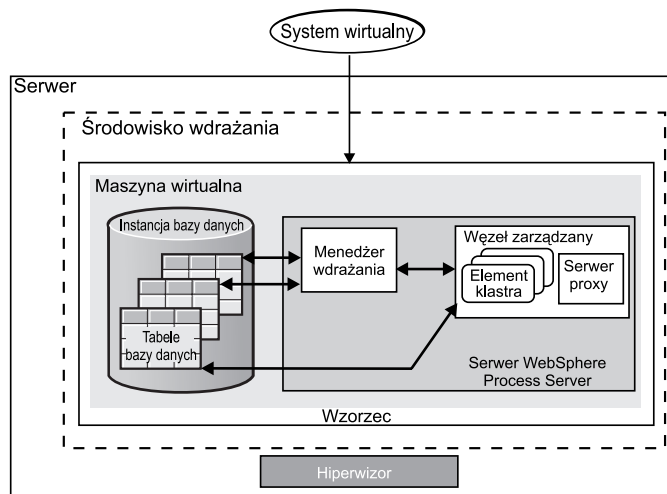 System wirtualny
Serwer
Środowisko wdrażania
Maszyna wirtualna
Instancja bazy danych
Tabele
bazy danych
Menedżer
wdrażania
Węzeł zarządzany
Element
klastra
Serwer
proxy
Serwer WebSphere
Process Server
Wzorzec
Hiperwizor